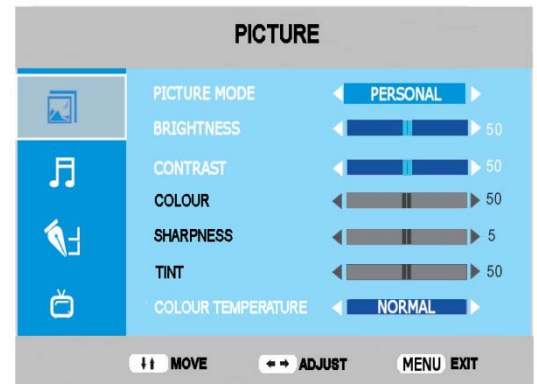 PICTURE
PICTURE MODE PERSONAL
BRIGHTNESS 50
CONTRAST 50
COLOUR 50
SHARPNESS 5
TINT 50
COLOUR TEMPERATURE NORMAL
MOVE ADJUST MENU EXIT